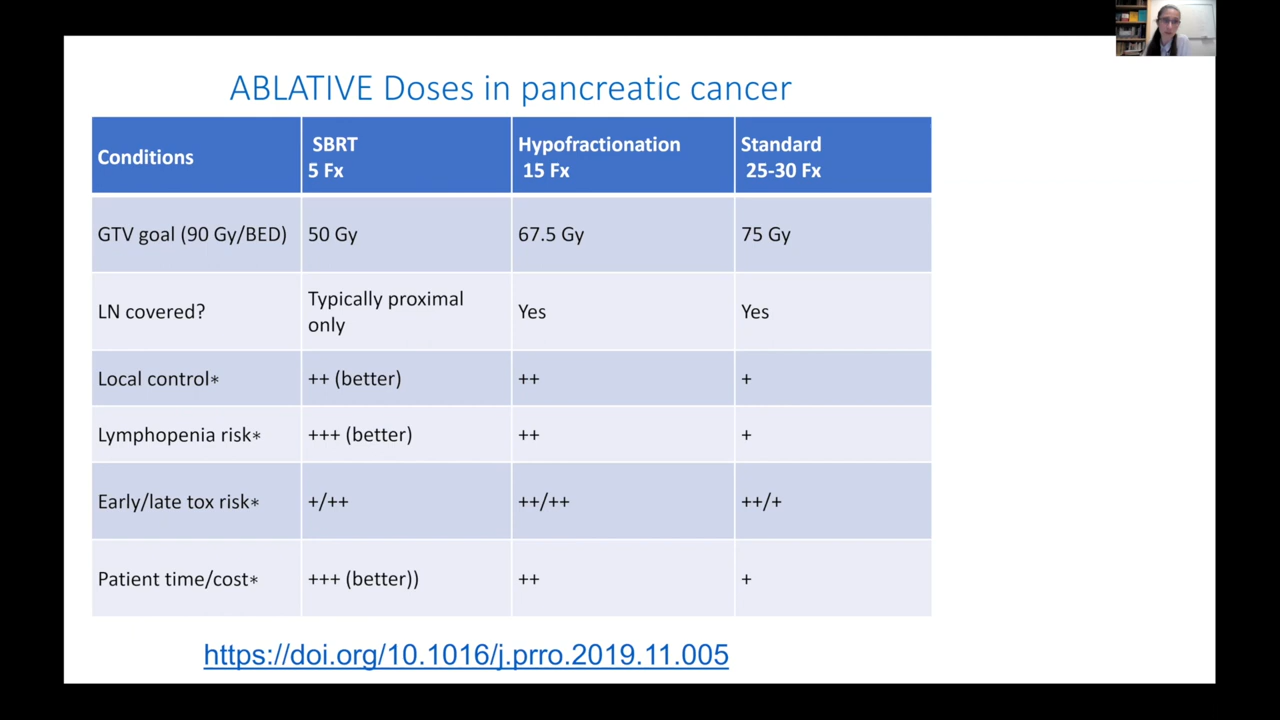 ABLATIVE Doses in pancreatic cancer
Conditions
SBRT
5 Fx
Hypofractionation
15 Fx
Standard
25-30 Fx
GTV goal (90 Gy/BED)
50 Gy
67.5 Gy
75 Gy
LN covered?
Typically proximal
only
Yes
Yes
Local control*
++ (better)
++
+
Lymphopenia risk*
+++ (better)
++
+
Early/late tox risk*
+/++
++/++
++/+
Patient time/cost*
+++ (better))
++
+
https://doi.org/10.1016/j.prro.2019.11.005